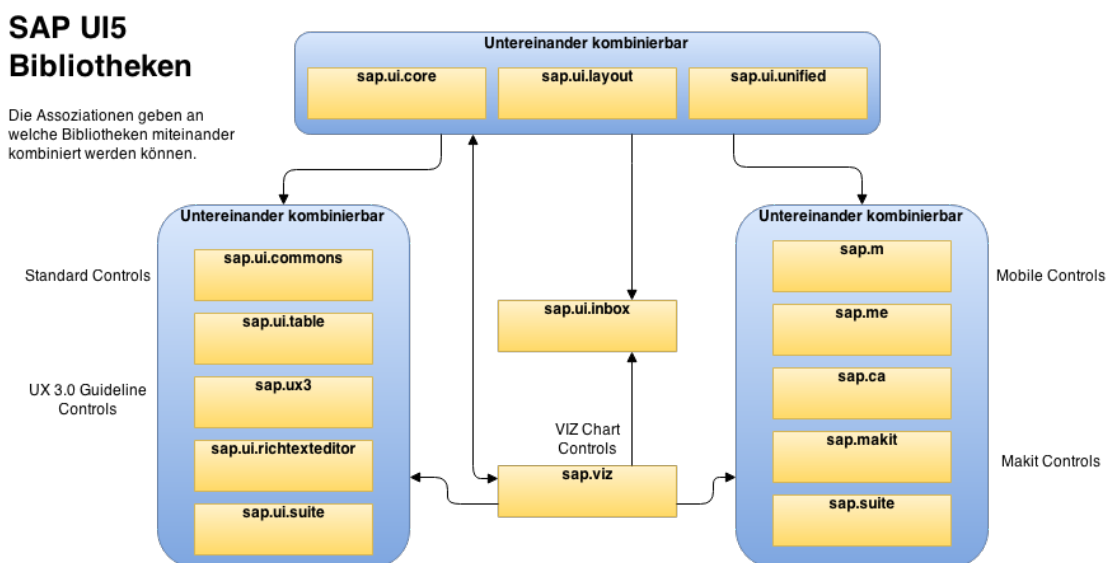 SAP UI5
Bibliotheken
Die Assoziationen geben an
welche Bibliotheken miteinander
kombiniert werden können.
Untereinander kombinierbar
sap.ui.core
sap.ui.layout
sap.ui.unified
Untereinander kombinierbar
Standard Controls
sap.ui.commons
sap.ui.table
UX 3.0 Guideline
Controls
sap.ux3
sap.ui.richtexteditor
sap.ui.suite
sap.ui.inbox
VIZ Chart
Controls
sap.viz
Untereinander kombinierbar
sap.m
Mobile Controls
sap.me
sap.ca
sap.makit
Makit Controls
sap.suite